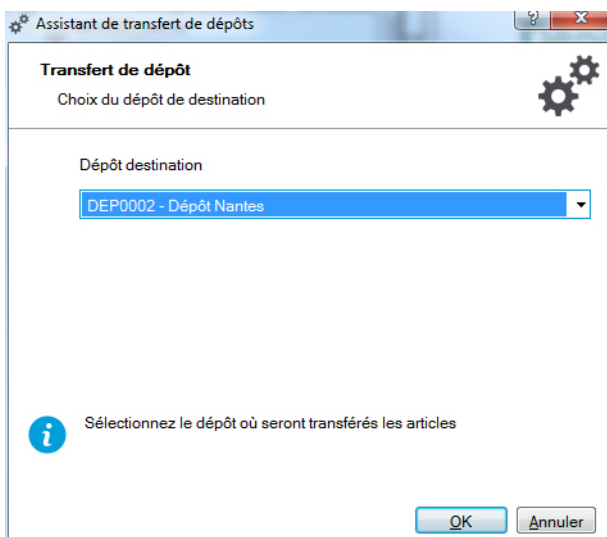 Assistant de transfert de dépôts
?
X
Transfert de dépôt
Choix du dépôt de destination
Dépôt destination
DEP0002 - Dépôt Nantes
i
Sélectionnez le dépôt où seront transférés les articles
OK
Annuler